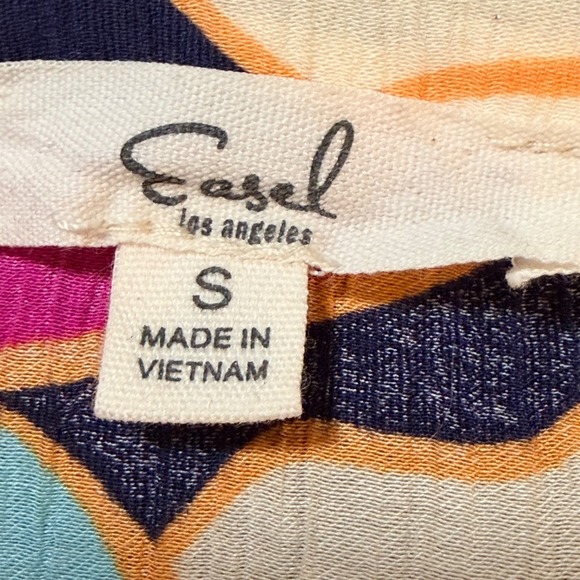 Easel
los angeles
S
MADE IN
VIETNAM